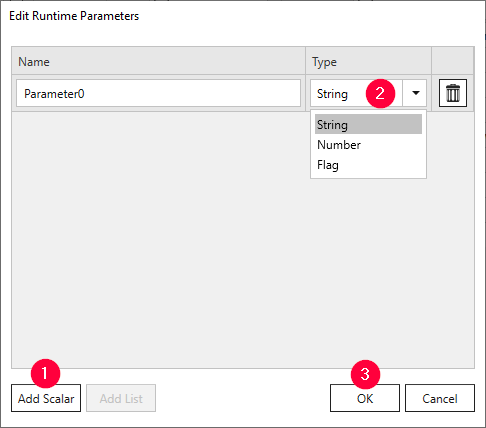 Edit Runtime Parameters
Name Type
Parameter0 String 2
String
Number
Flag
1 3
Add Scalar Add List OK Cancel